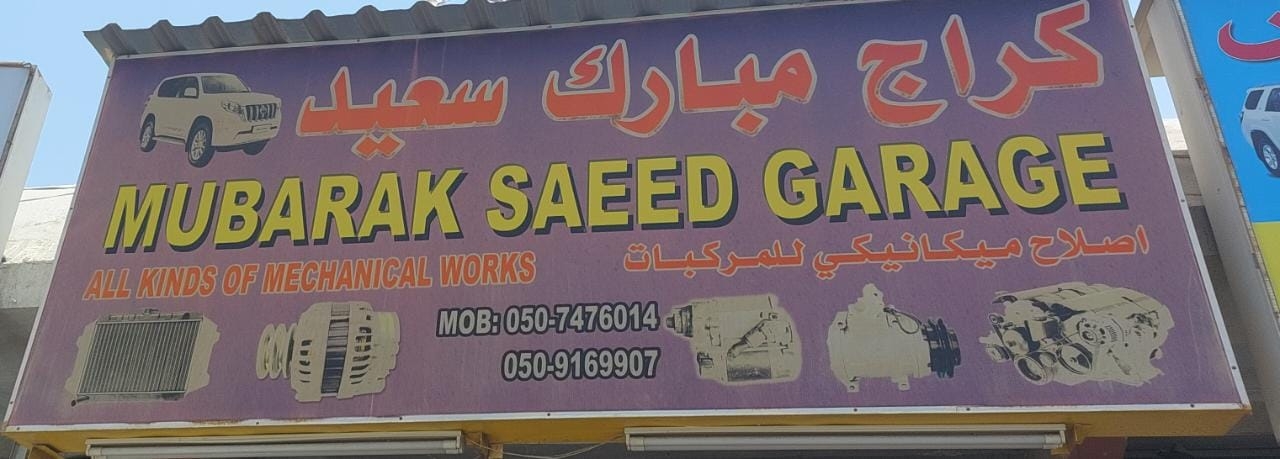 كراج مبارك سعيد
MUBARAK SAEED GARAGE
ALL KINDS OF MECHANICAL WORKS
اصلاح ميكانيكي للمركبات
MOB: 050-7476014
050-9169907